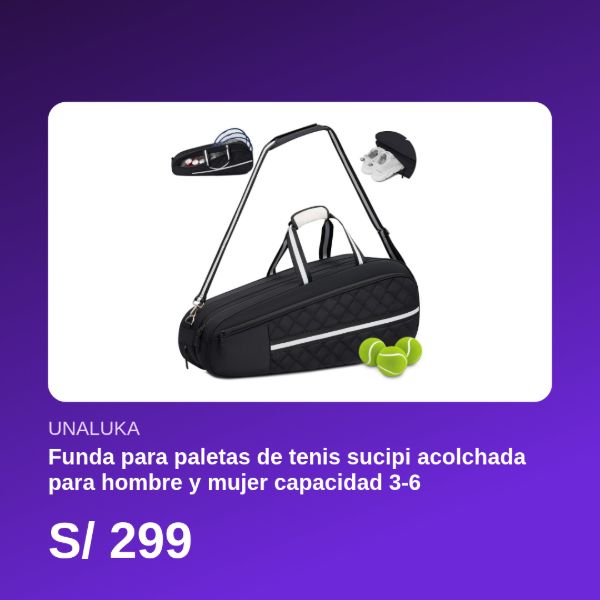 UNALUKA
Funda para paletas de tenis sucipi acolchada
para hombre y mujer capacidad 3-6
S/ 299